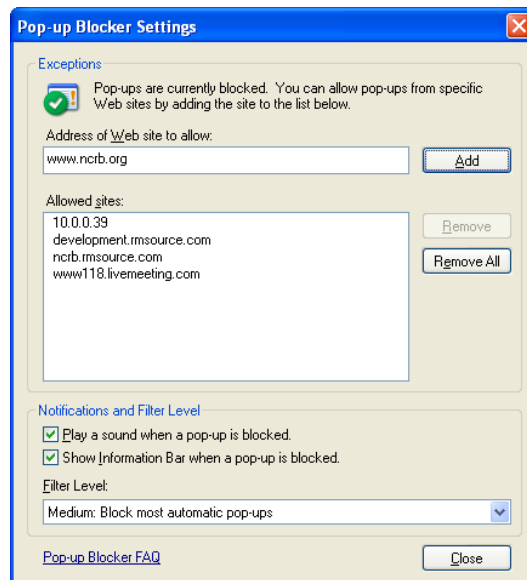 Pop-up Blocker Settings
Exceptions
Pop-ups are currently blocked. You can allow pop-ups from specific
Web sites by adding the site to the list below.
Address of Web site to allow:
www.ncrb.org
Add
Allowed sites:
10.0.0.39
development.rmsource.com
ncrb.rmsource.com
www118.livemeeting.com
Remove
Remove All
Notifications and Filter Level
Play a sound when a pop-up is blocked.
Show Information Bar when a pop-up is blocked.
Filter Level:
Medium: Block most automatic pop-ups
Pop-up Blocker FAQ
Close